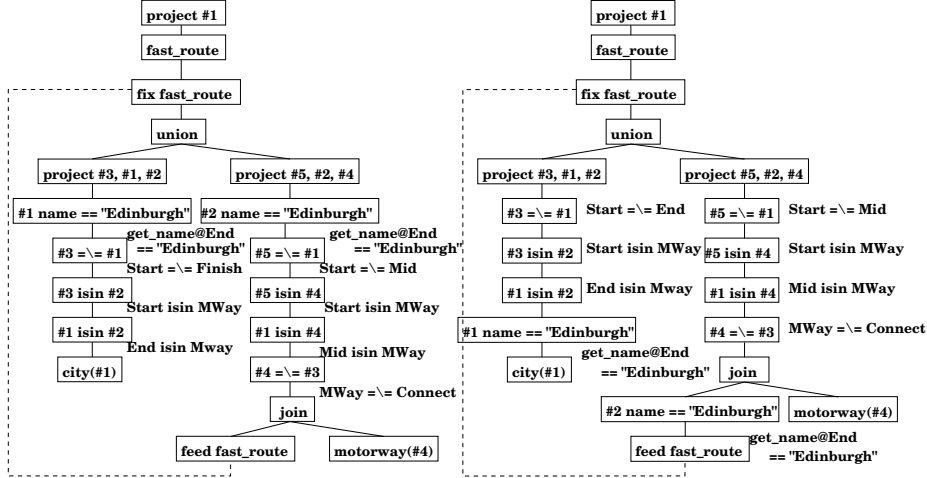 project #1
fast_route
fix fast_route
union
project #3, #1, #2
project #5, #2, #4
#1 name == "Edinburgh"
#2 name == "Edinburgh"
get_name@End
== "Edinburgh"
get_name@End
== "Edinburgh"
#3 =\= #1
#5 =\= #1
Start =\= Finish
Start =\= Mid
#3 isin #2
#5 isin #4
Start isin MWay
Start isin MWay
#1 isin #2
#1 isin #4
End isin Mway
Mid isin MWay
city(#1)
#4 =\= #3
MWay =\= Connect
join
feed fast_route
motorway(#4)
project #1
fast_route
fix fast_route
union
project #3, #1, #2
project #5, #2, #4
#3 =\= #1
Start =\= End
#5 =\= #1
Start =\= Mid
#3 isin #2
Start isin MWay
#5 isin #4
Start isin MWay
#1 isin #2
End isin Mway
#1 isin #4
Mid isin MWay
#1 name == "Edinburgh"
#4 =\= #3
MWay =\= Connect
get_name@End
== "Edinburgh"
city(#1)
join
#2 name == "Edinburgh"
motorway(#4)
feed fast_route
get_name@End
== "Edinburgh"